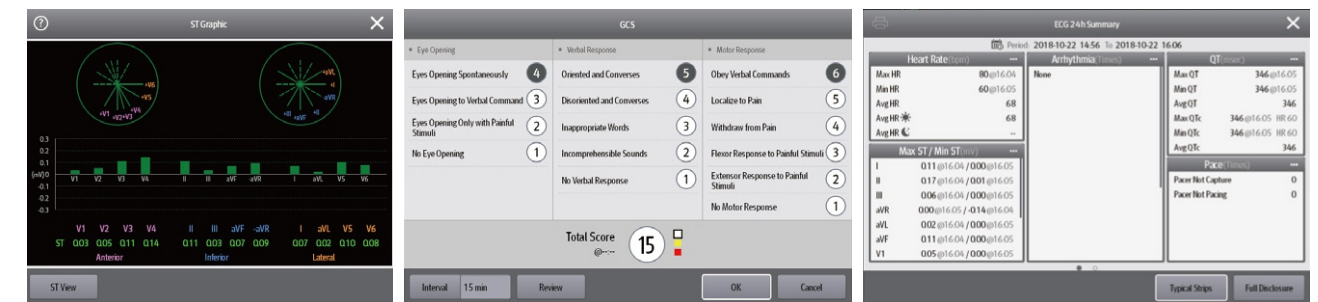 ST Graphic
+V6
+V5
+V1 +V2+V3 +V4
+aVL
+I
-aVR
+III +aVF +II
0.3
0.2
0.1
(mV)0
-0.1
-0.2
-0.3
V1 V2 V3 V4 II III aVF -aVR I aVL V5 V6
V1 V2 V3 V4 II III aVF -aVR I aVL V5 V6
ST 0.03 0.05 0.11 0.14 0.11 0.03 0.07 0.09 0.07 0.02 0.10 0.08
Anterior Inferior Lateral
ST View
GCS
Eye Opening
Eyes Opening Spontaneously 4
Eyes Opening to Verbal Command 3
Eyes Opening Only with Painful
Stimuli 2
No Eye Opening 1
Verbal Response
Oriented and Converses 5
Disoriented and Converses 4
Inappropriate Words 3
Incomprehensible Sounds 2
No Verbal Response 1
Motor Response
Obey Verbal Commands 6
Localize to Pain 5
Withdraw from Pain 4
Flexor Response to Painful Stimuli 3
Extensor Response to Painful
Stimuli 2
No Motor Response 1
Total Score 15
@--:--
Interval 15 min Review OK Cancel
ECG 24h Summary
Period: 2018-10-22 14:56 To 2018-10-22 16:06
Heart Rate(bpm) ...
Max HR 80@16:04
Min HR 60@16:05
Avg HR 68
Avg HR 68
Avg HR --
Max ST / Min ST(mV) ...
I 0.11@16:04 / 0.00@16:05
II 0.17@16:04 / 0.01@16:05
III 0.06@16:04 / 0.00@16:05
aVR 0.00@16:05 / -0.14@16:04
aVL 0.02@16:04 / 0.00@16:05
aVF 0.11@16:04 / 0.00@16:05
V1 0.05@16:04 / 0.00@16:05
Arrhythmia(Times) ...
None
QT(msec) ...
Max QT 346@16:05
Min QT 346@16:05
Avg QT 346
Max QTc 346@16:05 HR 60
Min QTc 346@16:05 HR 60
Avg QTc 346
Pace(Times) ...
Pacer Not Capture 0
Pacer Not Pacing 0
Typical Strips Full Disclosure